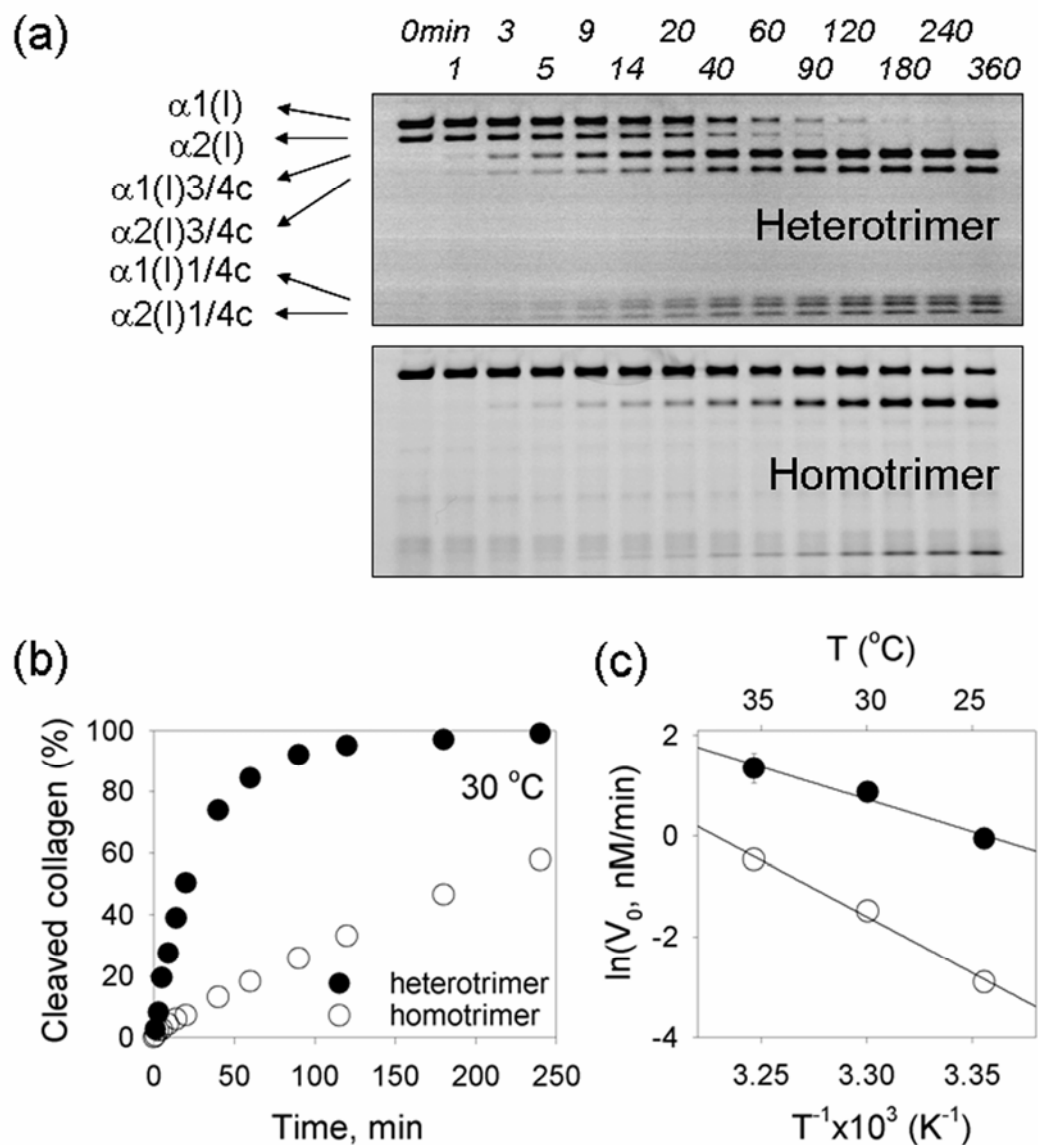 (a)
0min 3 9 20 60 120 240
1 5 14 40 90 180 360
α1(I)
α2(I)
α1(I)3/4c
α2(I)3/4c
α1(I)1/4c
α2(I)1/4c
Heterotrimer
Homotrimer
(b)
Cleaved collagen (%)
100
80
60
40
20
0
30 °C
heterotrimer
homotrimer
0 50 100 150 200 250
Time, min
(c)
T (°C)
35 30 25
ln(V₀, nM/min)
2
0
-2
-4
3.25 3.30 3.35
T⁻¹x10³ (K⁻¹)